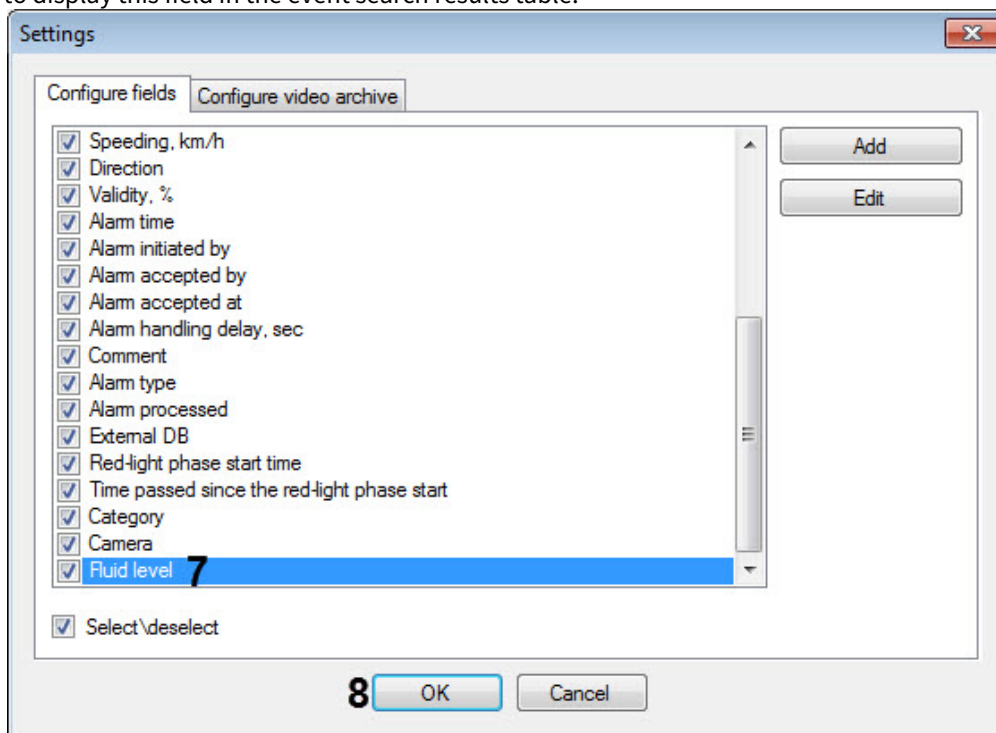 to display this field in the event search results table.
Settings
Configure fields Configure video archive
Speeding, km/h
Direction
Validity, %
Alarm time
Alarm initiated by
Alarm accepted by
Alarm accepted at
Alarm handling delay, sec
Comment
Alarm type
Alarm processed
External DB
Red-light phase start time
Time passed since the red-light phase start
Category
Camera
Fluid level 7
Add
Edit
Select\deselect
8 OK Cancel